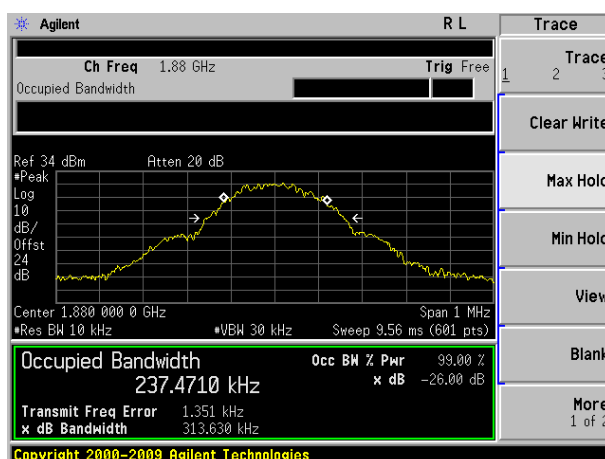 Agilent R L Trace
Ch Freq 1.88 GHz Trig Free
Occupied Bandwidth
Trace
1 2 3
Clear Write
Max Hold
Min Hold
View
Blank
More
1 of 2
Ref 34 dBm Atten 20 dB
#Peak
Log
10
dB/
Offst
24
dB
Center 1.880 000 0 GHz Span 1 MHz
#Res BW 10 kHz #VBW 30 kHz Sweep 9.56 ms (601 pts)
Occupied Bandwidth Occ BW % Pwr 99.00 %
237.4710 kHz x dB -26.00 dB
Transmit Freq Error 1.351 kHz
x dB Bandwidth 313.630 kHz
Copyright 2000-2009 Agilent Technologies